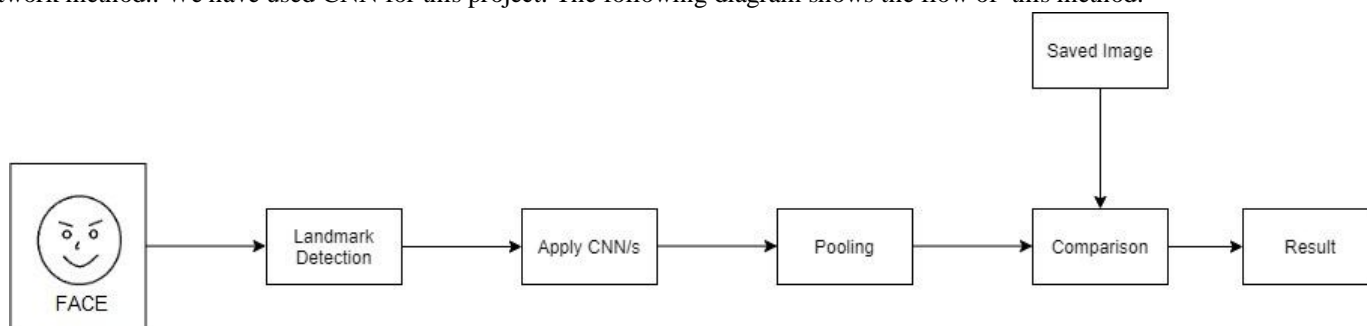 twork method.. We have used CNN for this project. The following diagram shows the flow of this method.
Saved Image
FACE
Landmark
Detection
Apply CNN/s
Pooling
Comparison
Result